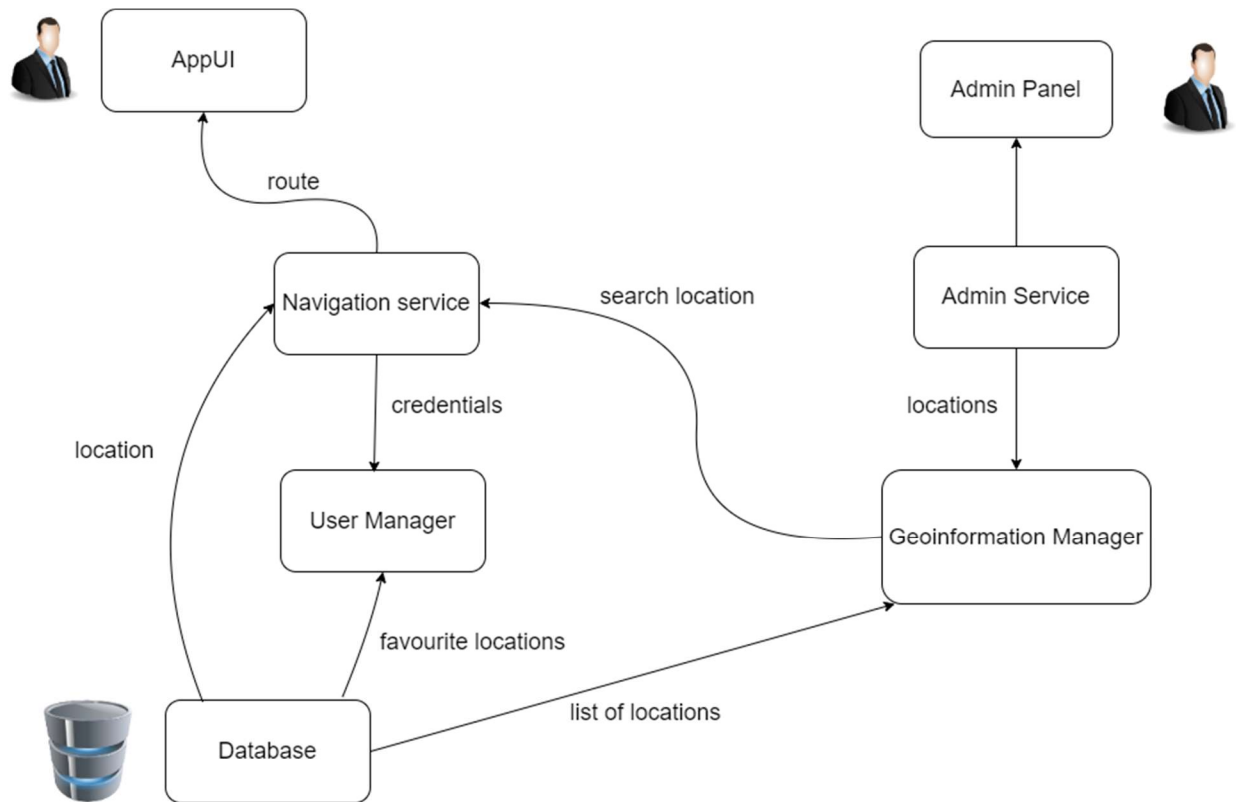 AppUI
Admin Panel
route
Navigation service
search location
Admin Service
credentials
locations
location
User Manager
Geoinformation Manager
favourite locations
list of locations
Database